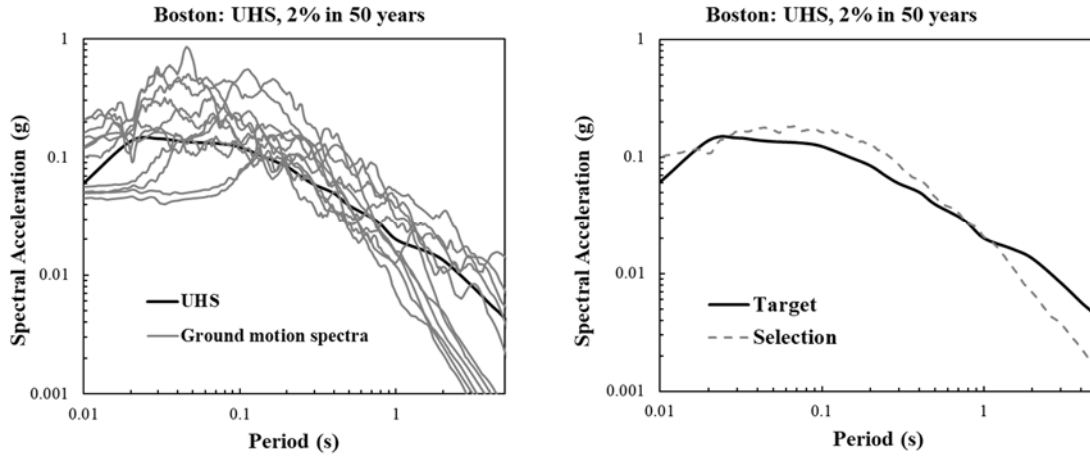 Boston: UHS, 2% in 50 years
1
0.1
0.01
0.001
Spectral Acceleration (g)
UHS
Ground motion spectra
0.01
0.1
1
Period (s)
Boston: UHS, 2% in 50 years
1
0.1
0.01
0.001
Spectral Acceleration (g)
Target
Selection
0.01
0.1
1
Period (s)